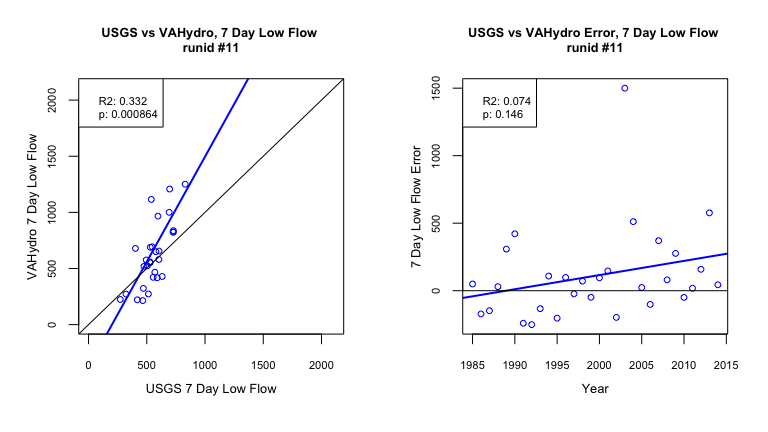 USGS vs VAHydro, 7 Day Low Flow
runid #11
R2: 0.332
p: 0.000864
VAHydro 7 Day Low Flow
2000
1500
1000
500
0
0 500 1000 1500 2000
USGS 7 Day Low Flow
USGS vs VAHydro Error, 7 Day Low Flow
runid #11
R2: 0.074
p: 0.146
7 Day Low Flow Error
1500
1000
500
0
1985 1990 1995 2000 2005 2010 2015
Year